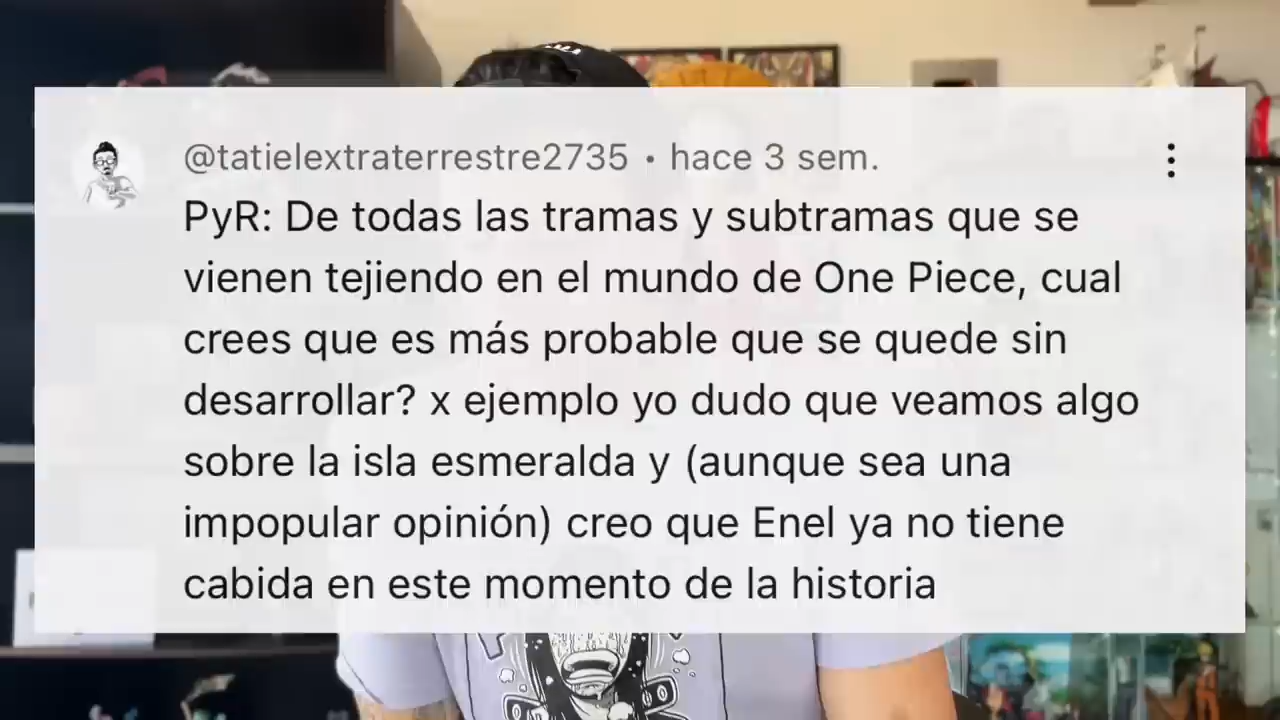 @tatielextraterrestre2735 • hace 3 sem.
PyR: De todas las tramas y subtramas que se
vienen tejiendo en el mundo de One Piece, cual
crees que es más probable que se quede sin
desarrollar? x ejemplo yo dudo que veamos algo
sobre la isla esmeralda y (aunque sea una
impopular opinión) creo que Enel ya no tiene
cabida en este momento de la historia